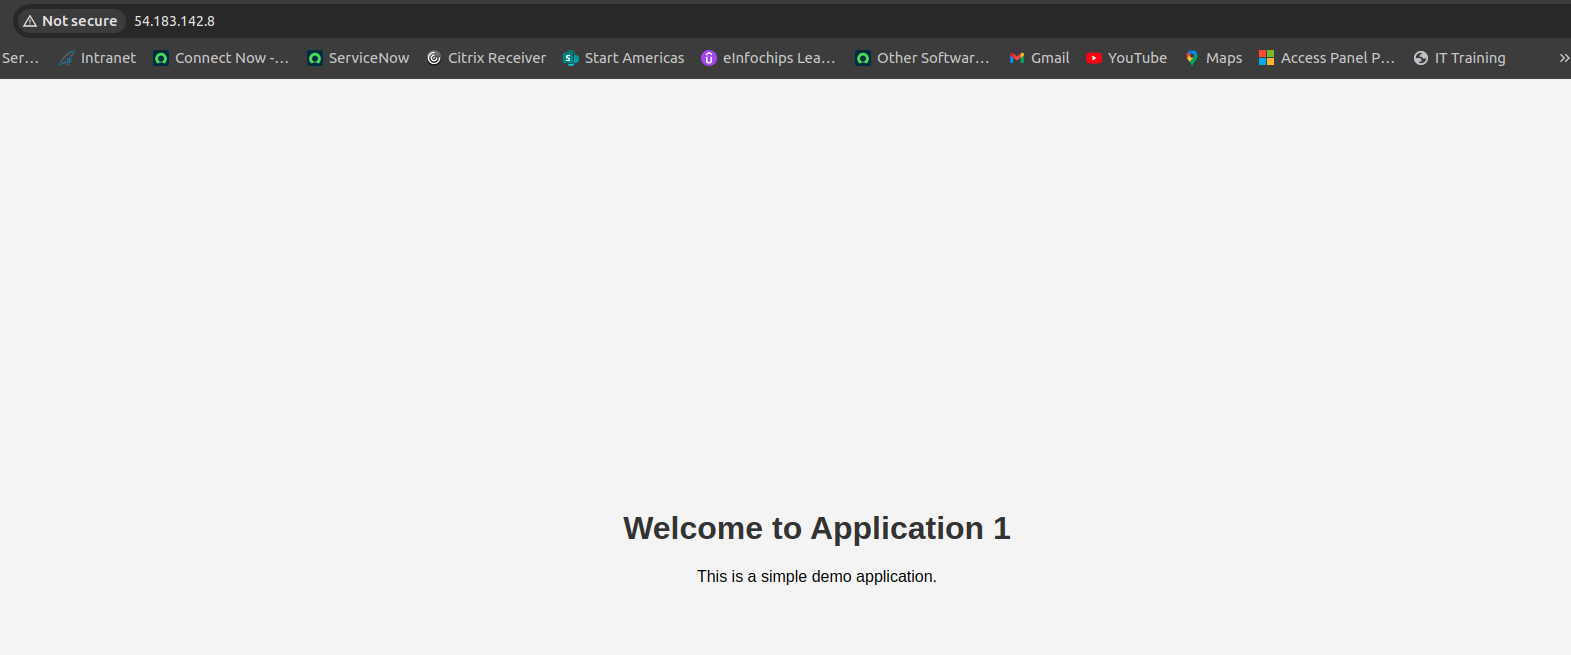 Not secure 54.183.142.8
Ser... Intranet Connect Now -... ServiceNow Citrix Receiver Start Americas eInfochips Lea... Other Softwar... Gmail YouTube Maps Access Panel P... IT Training »
Welcome to Application 1
This is a simple demo application.